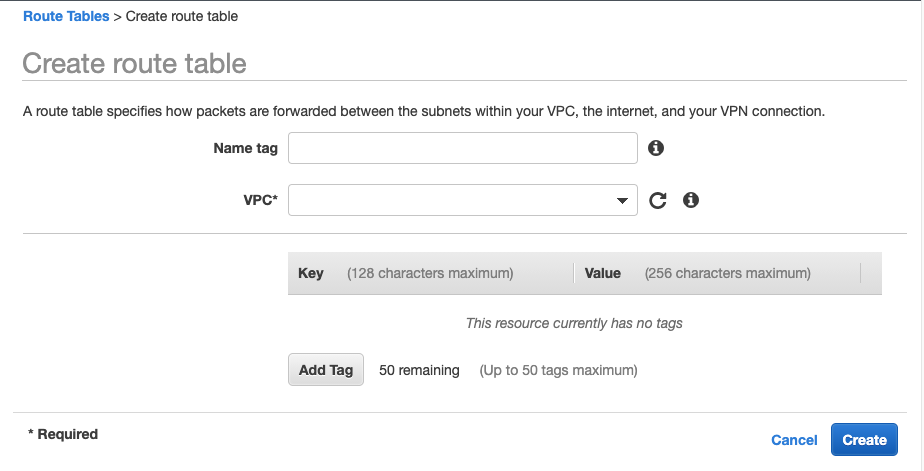 Route Tables > Create route table
Create route table
A route table specifies how packets are forwarded between the subnets within your VPC, the internet, and your VPN connection.
Name tag
VPC*
Key (128 characters maximum) Value (256 characters maximum)
This resource currently has no tags
Add Tag 50 remaining (Up to 50 tags maximum)
* Required
Cancel Create